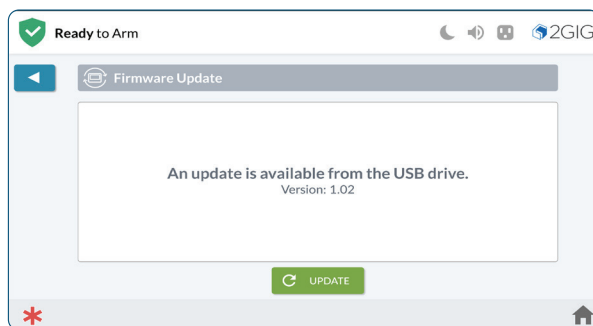 Ready to Arm
2GIG
Firmware Update
An update is available from the USB drive.
Version: 1.02
UPDATE